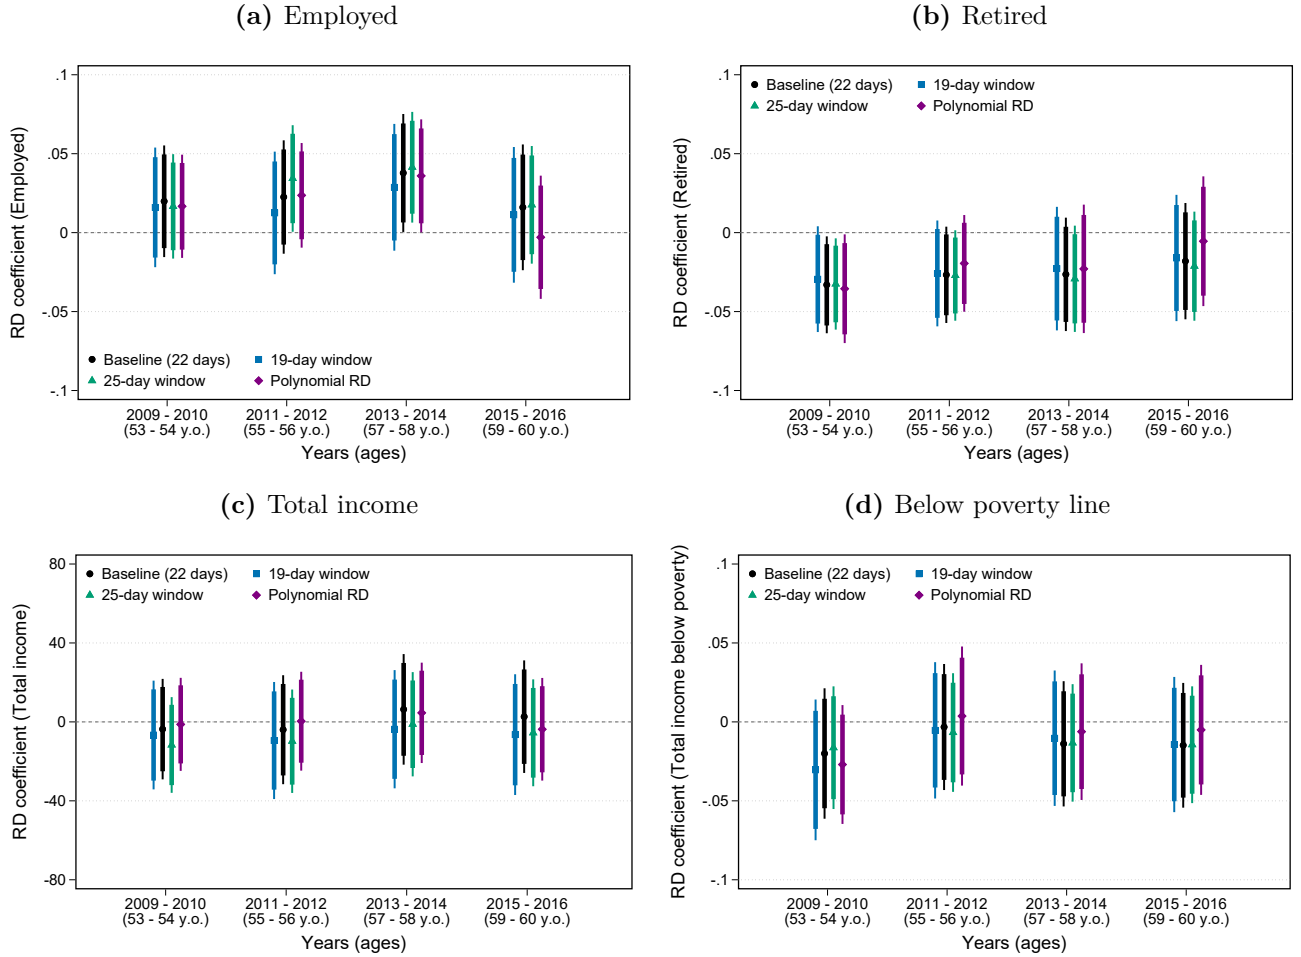 (a) Employed
RD coefficient (Employed)
.1
.05
0
-.05
-.1
Baseline (22 days)
19-day window
25-day window
Polynomial RD
2009 - 2010
(53 - 54 y.o.)
2011 - 2012
(55 - 56 y.o.)
2013 - 2014
(57 - 58 y.o.)
2015 - 2016
(59 - 60 y.o.)
Years (ages)
(b) Retired
RD coefficient (Retired)
.1
.05
0
-.05
-.1
Baseline (22 days)
19-day window
25-day window
Polynomial RD
2009 - 2010
(53 - 54 y.o.)
2011 - 2012
(55 - 56 y.o.)
2013 - 2014
(57 - 58 y.o.)
2015 - 2016
(59 - 60 y.o.)
Years (ages)
(c) Total income
RD coefficient (Total income)
80
40
0
-40
-80
Baseline (22 days)
19-day window
25-day window
Polynomial RD
2009 - 2010
(53 - 54 y.o.)
2011 - 2012
(55 - 56 y.o.)
2013 - 2014
(57 - 58 y.o.)
2015 - 2016
(59 - 60 y.o.)
Years (ages)
(d) Below poverty line
RD coefficient (Total income below poverty)
.1
.05
0
-.05
-.1
Baseline (22 days)
19-day window
25-day window
Polynomial RD
2009 - 2010
(53 - 54 y.o.)
2011 - 2012
(55 - 56 y.o.)
2013 - 2014
(57 - 58 y.o.)
2015 - 2016
(59 - 60 y.o.)
Years (ages)